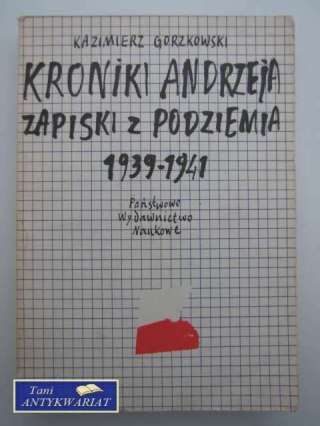 KAZIMIERZ GORZKOWSKI
KRONIKI ANDRZEJA
ZAPISKI Z PODZIEMIA
1939-1941
Państwowe
Wydawnictwo
Naukowe
Tani
ANTYKWARIAT